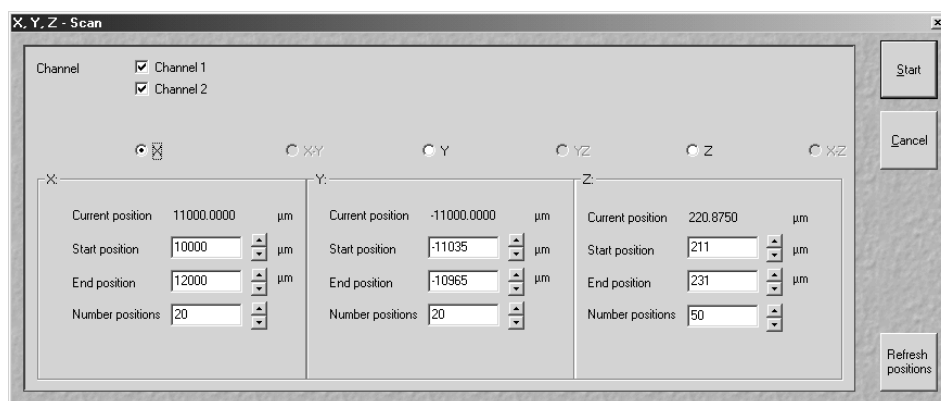 X, Y, Z - Scan
Channel
Channel 1
Channel 2
Start
Cancel
X X-Y Y YZ Z X-Z
X:
Current position 11000.0000 µm
Start position 10000 µm
End position 12000 µm
Number positions 20
Y:
Current position -11000.0000 µm
Start position -11035 µm
End position -10965 µm
Number positions 20
Z:
Current position 220.8750 µm
Start position 211 µm
End position 231 µm
Number positions 50
Refresh
positions